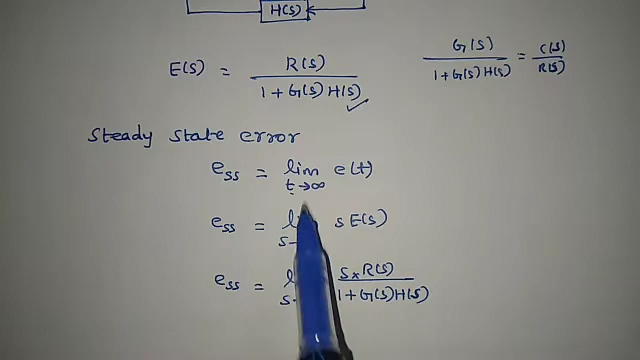 H(S)
E(S) = R(S) / 1+G(S)H(S) ✓
G(S) / 1+G(S)H(S) = C(S) / R(S)
Steady state error
ess = lim t→∞ e(t)
ess = S E(S)
ess = S×R(S) / 1+G(S)H(S)